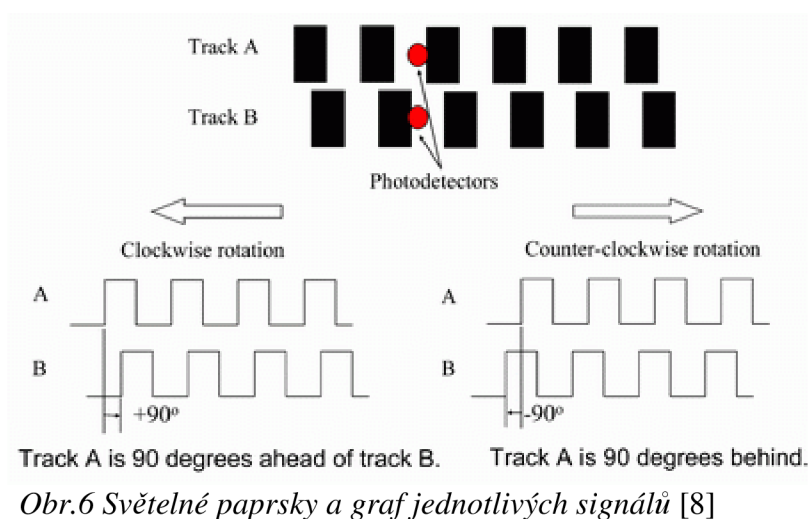 Track A
Track B
Photodetectors
Clockwise rotation
Counter-clockwise rotation
A
A
B
B
+90°
-90°
Track A is 90 degrees ahead of track B.
Track A is 90 degrees behind.
Obr.6 Světelné paprsky a graf jednotlivých signálů [8]